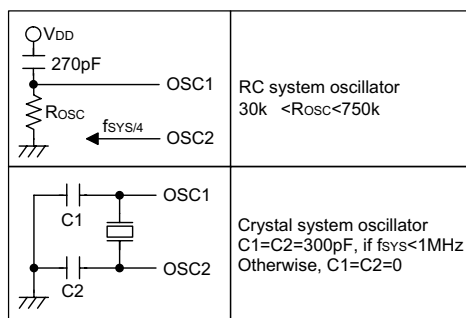 VDD
270pF
OSC1
ROSC
fSYS/4
OSC2
RC system oscillator
30k <ROSC<750k
OSC1
C1
OSC2
C2
Crystal system oscillator
C1=C2=300pF, if fSYS<1MHz
Otherwise, C1=C2=0